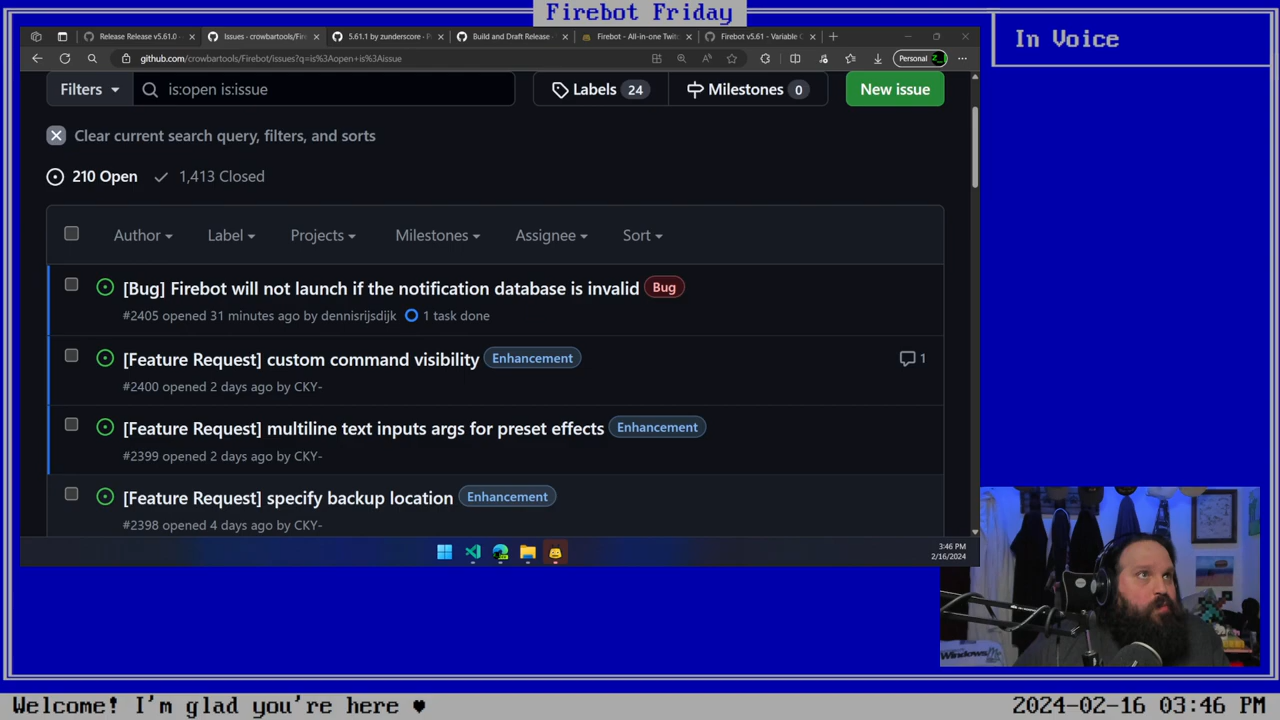 Firebot Friday
In Voice
Release Release v5.61.0
Issues - crowbartools/Fire
5.61.1 by zunderscore
Build and Draft Release
Firebot - All-in-one Twit
Firebot v5.61 - Variable
github.com/crowbartools/Firebot/issues?q=is%3Aopen+is%3Aissue
Personal
Filters
is:open is:issue
Labels 24
Milestones 0
New issue
Clear current search query, filters, and sorts
210 Open
1,413 Closed
Author
Label
Projects
Milestones
Assignee
Sort
[Bug] Firebot will not launch if the notification database is invalid Bug
#2405 opened 31 minutes ago by dennisrijsdijk 1 task done
[Feature Request] custom command visibility Enhancement
1
#2400 opened 2 days ago by CKY-
[Feature Request] multiline text inputs args for preset effects Enhancement
#2399 opened 2 days ago by CKY-
[Feature Request] specify backup location Enhancement
#2398 opened 4 days ago by CKY-
3:46 PM
2/16/2024
Windows
Welcome! I'm glad you're here ♥
2024-02-16 03:46 PM